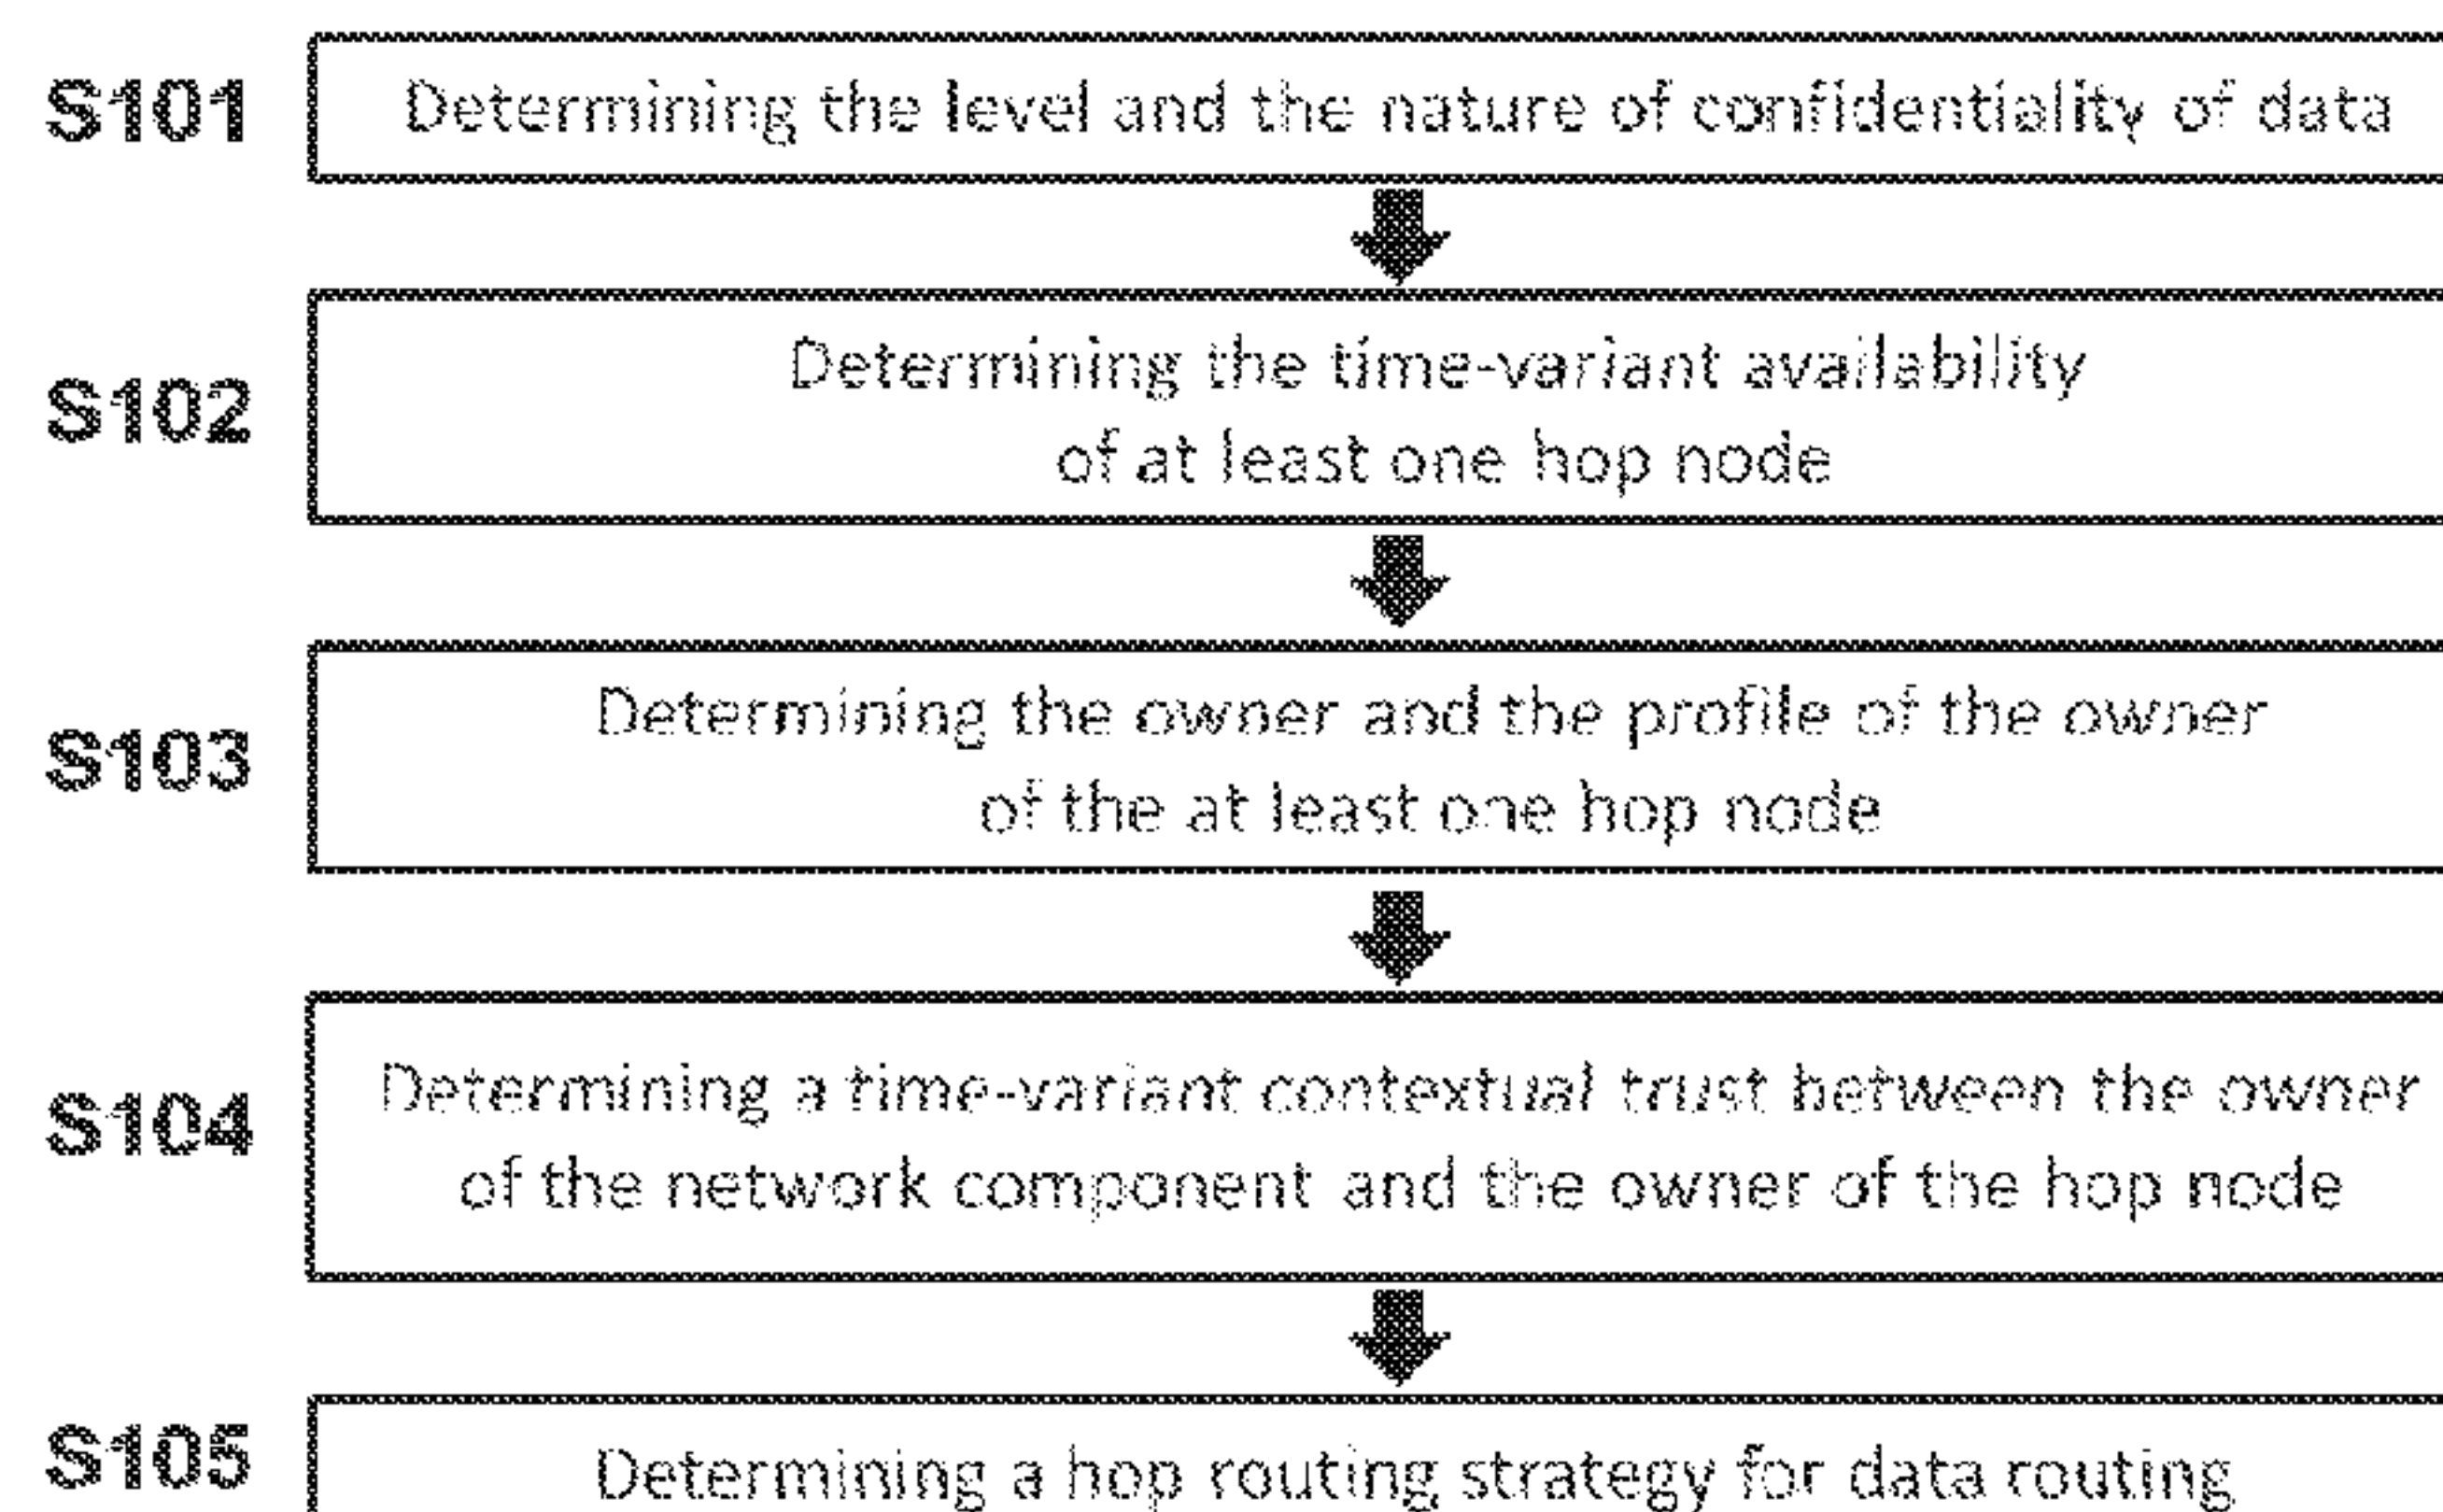 S101 Determining the level and the nature of confidentiality of data
S102 Determining the time-variant availability
of at least one hop node
S103 Determining the owner and the profile of the owner
of the at least one hop node
S104 Determining a time-variant contextual trust between the owner
of the network component and the owner of the hop node
S105 Determining a hop routing strategy for data routing